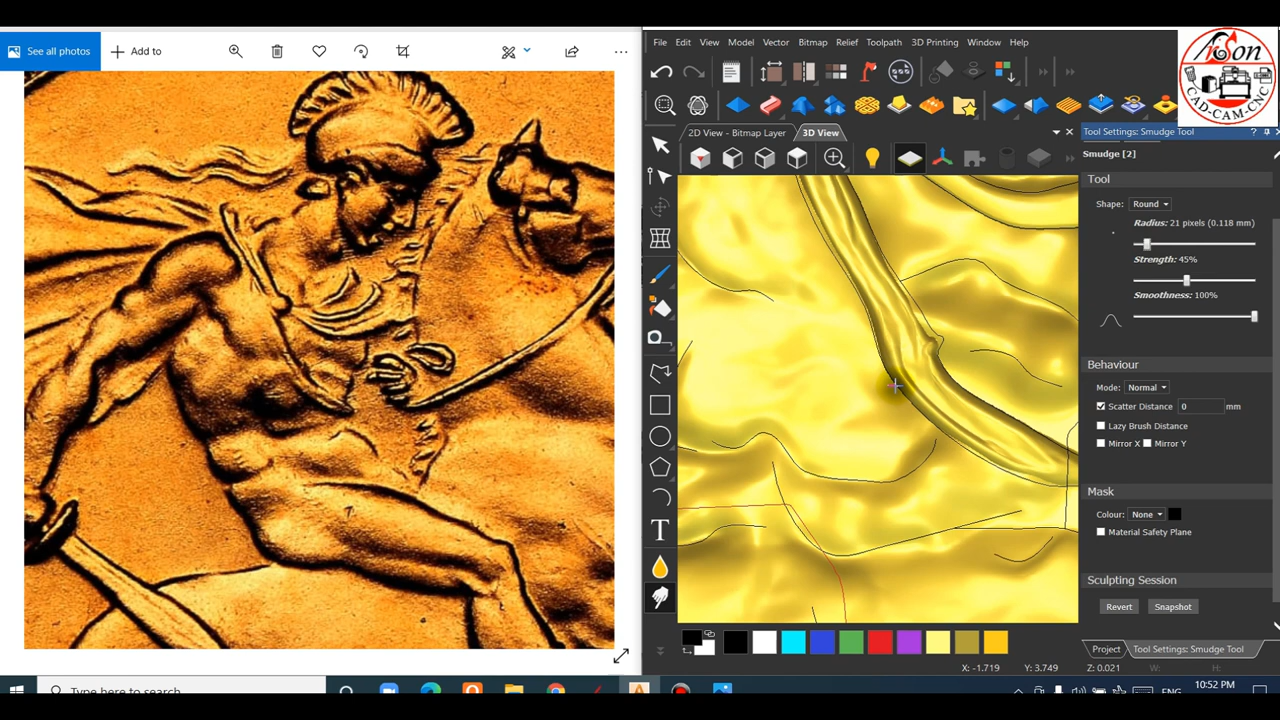 See all photos
Add to
File Edit View Model Vector Bitmap Relief Toolpath 3D Printing Window Help
CAD-CAM-CNC
2D View - Bitmap Layer 3D View
Tool Settings: Smudge Tool
Smudge [2]
Tool
Shape: Round
Radius: 21 pixels (0.118 mm)
Strength: 45%
Smoothness: 100%
Behaviour
Mode: Normal
Scatter Distance 0 mm
Lazy Brush Distance
Mirror X Mirror Y
Mask
Colour: None
Material Safety Plane
Sculpting Session
Revert Snapshot
Project Tool Settings: Smudge Tool
X: -1.719 Y: 3.749 Z: 0.021 W: H:
Type here to search
ENG 10:52 PM